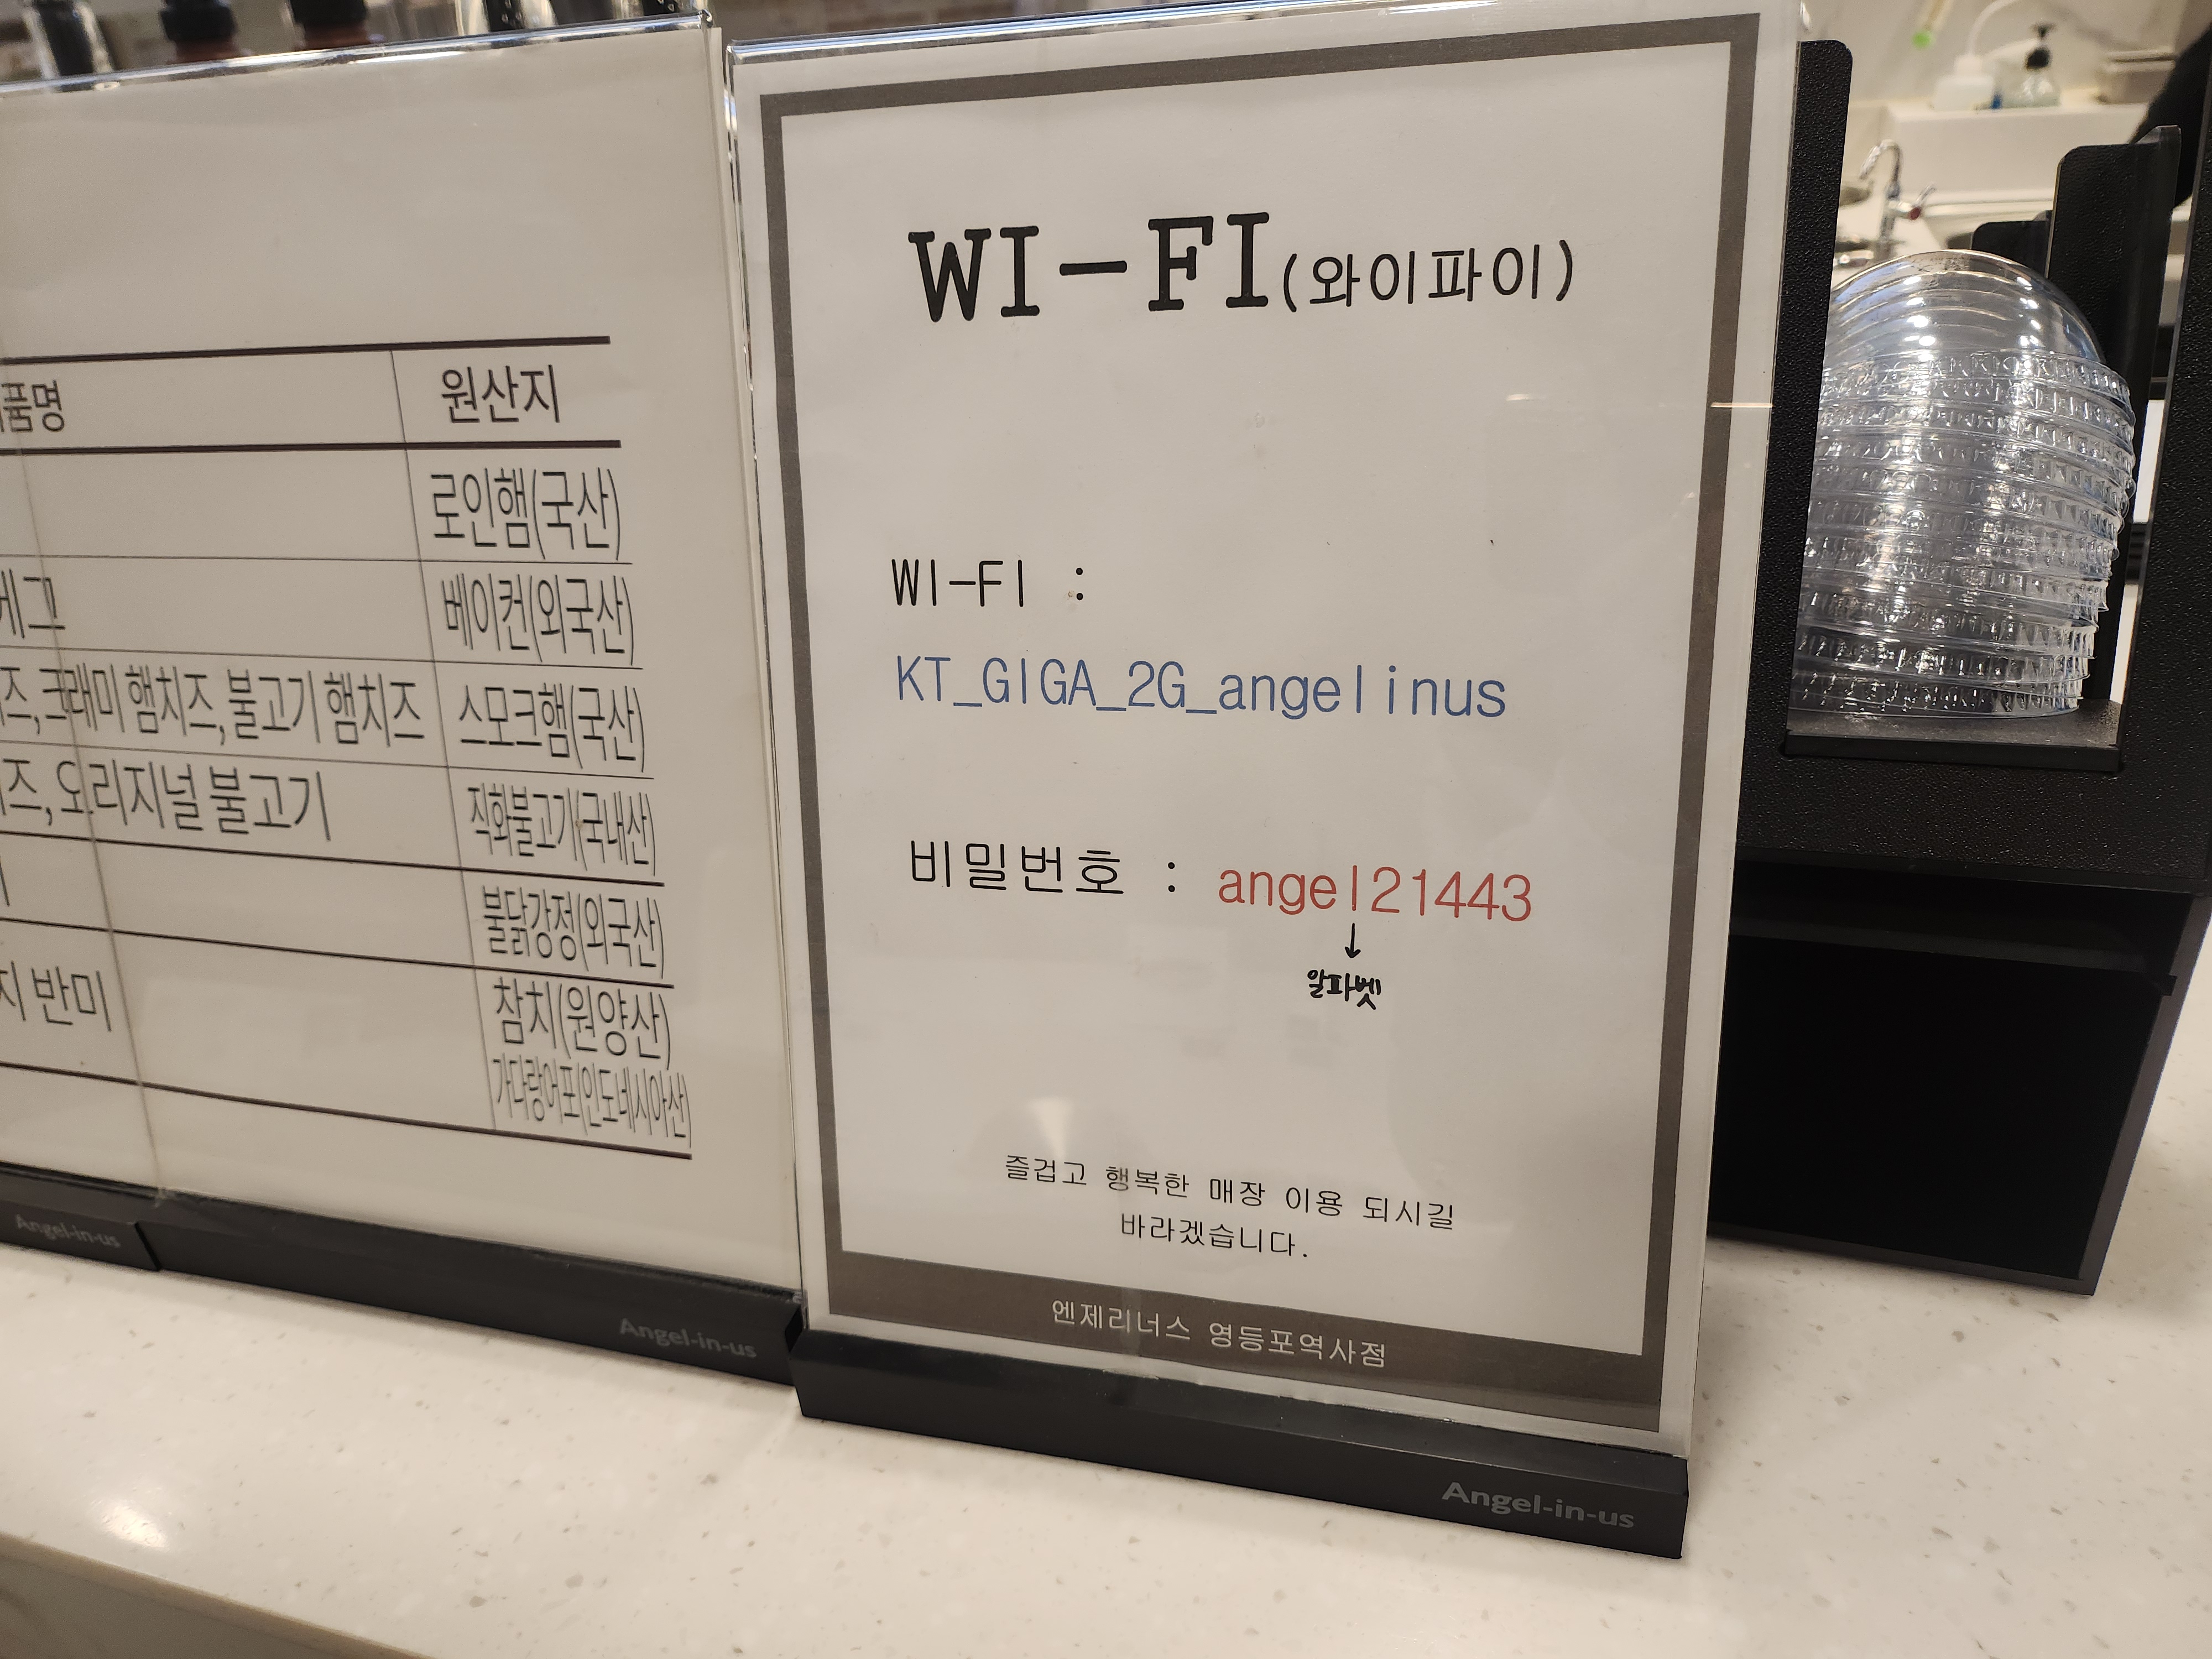 품명 원산지
로인햄(국산)
베이컨(외국산)
크래미 햄치즈, 불고기 햄치즈 스모크햄(국산)
오리지널 불고기 직화불고기(국내산)
불닭강정(외국산)
반미 참치(원양산)
가다랑어포(인도네시아산)
Angel-in-us
Angel-in-us
WI-FI(와이파이)
WI-FI :
KT_GIGA_2G_angelinus
비밀번호 : angel21443
↓
알파벳
즐겁고 행복한 매장 이용 되시길
바라겠습니다.
엔제리너스 영등포역사점
Angel-in-us